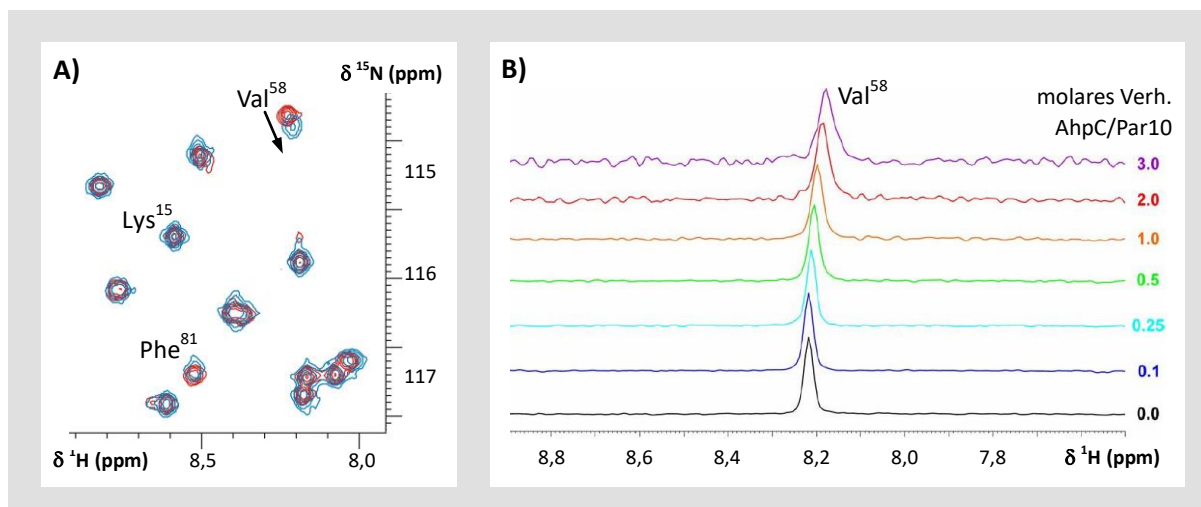 A)
δ ¹⁵N (ppm)
Val⁵⁸
115
Lys¹⁵
116
Phe⁸¹
117
δ ¹H (ppm)
8,5
8,0
B)
Val⁵⁸
molares Verh.
AhpC/Par10
3.0
2.0
1.0
0.5
0.25
0.1
0.0
8,8 8,6 8,4 8,2 8,0 7,8 δ ¹H (ppm)